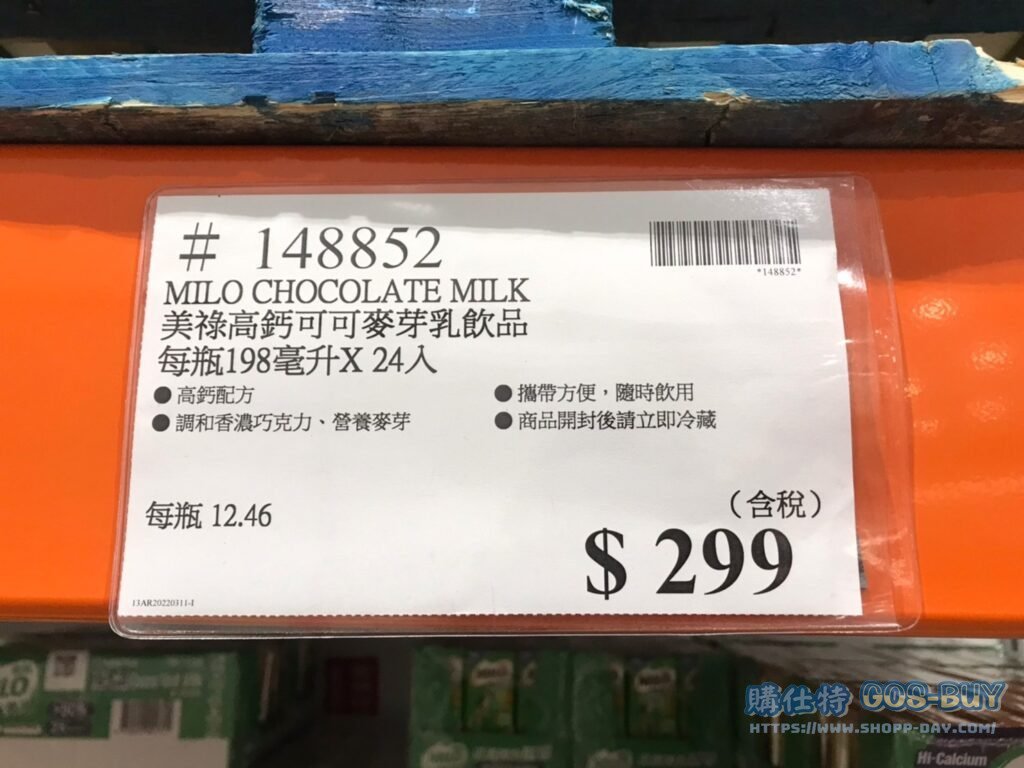 # 148852
*148852*
MILO CHOCOLATE MILK
美祿高鈣可可麥芽乳飲品
每瓶198毫升X 24入
● 高鈣配方
● 攜帶方便，隨時飲用
● 調和香濃巧克力、營養麥芽
● 商品開封後請立即冷藏
每瓶 12.46
（含稅）
$ 299
13AR20220311-1
MILO
Hi-Calcium
購仕特 GOS-BUY
HTTPS://WWW.SHOPP-DAY.COM/